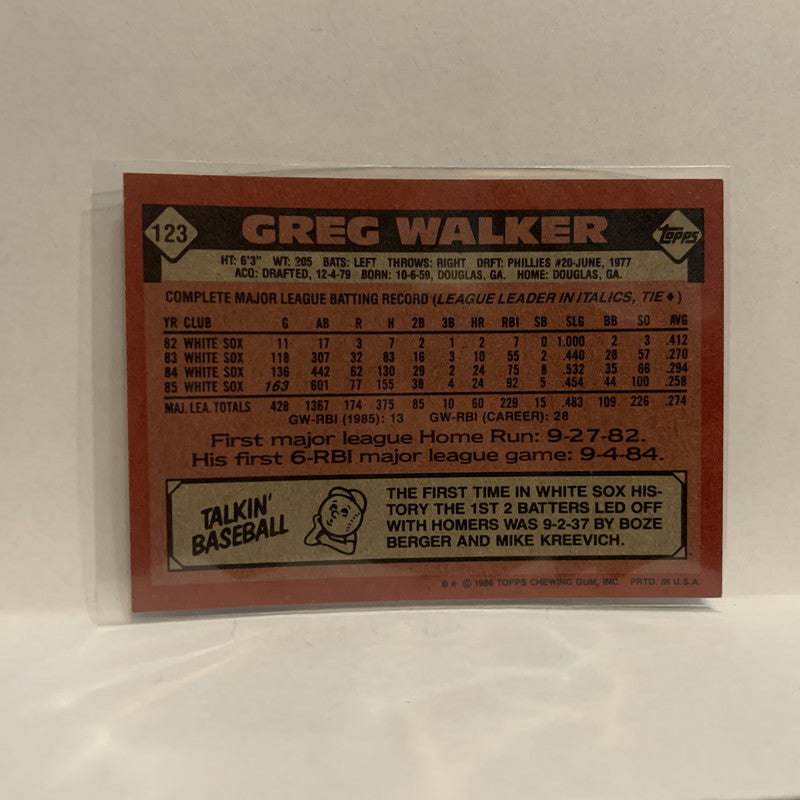 123 GREG WALKER topps
HT: 6'3" WT: 205 BATS: LEFT THROWS: RIGHT DRFT: PHILLIES #20-JUNE, 1977
ACQ: DRAFTED, 12-4-79 BORN: 10-6-59, DOUGLAS, GA. HOME: DOUGLAS, GA.
COMPLETE MAJOR LEAGUE BATTING RECORD (LEAGUE LEADER IN ITALICS, TIE♦)
YR CLUB G AB R H 2B 3B HR RBI SB SLG BB SO AVG
82 WHITE SOX 11 17 3 7 2 1 2 7 0 1.000 2 3 .412
83 WHITE SOX 118 307 32 83 16 3 10 55 2 .440 28 57 .270
84 WHITE SOX 136 442 62 130 29 2 24 75 8 .532 35 66 .294
85 WHITE SOX 163 601 77 155 38 4 24 92 5 .454 44 100 .258
MAJ. LEA. TOTALS 428 1367 174 375 85 10 60 229 15 .483 109 226 .274
GW-RBI (1985): 13 GW-RBI (CAREER): 28
First major league Home Run: 9-27-82.
His first 6-RBI major league game: 9-4-84.
TALKIN'
BASEBALL
THE FIRST TIME IN WHITE SOX HIS-
TORY THE 1ST 2 BATTERS LED OFF
WITH HOMERS WAS 9-2-37 BY BOZE
BERGER AND MIKE KREEVICH.
B* © 1986 TOPPS CHEWING GUM, INC. PRTD. IN U.S.A.